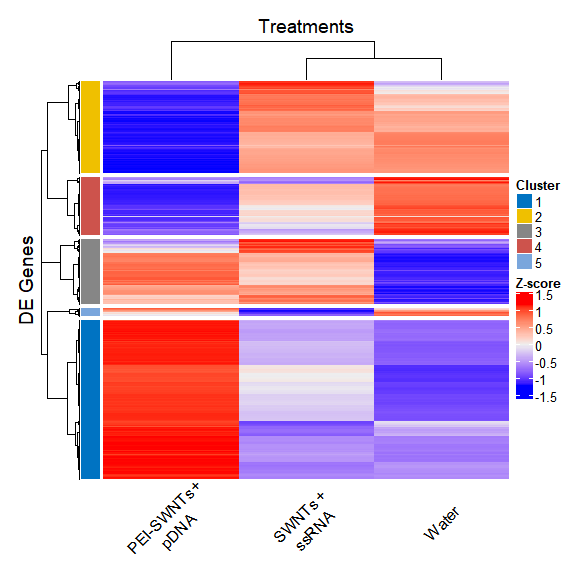 Treatments
DE Genes
Cluster
1
2
3
4
5
Z-score
1.5
1
0.5
0
-0.5
-1
-1.5
PEI-SWNTs+
pDNA
SWNTs+
ssRNA
Water